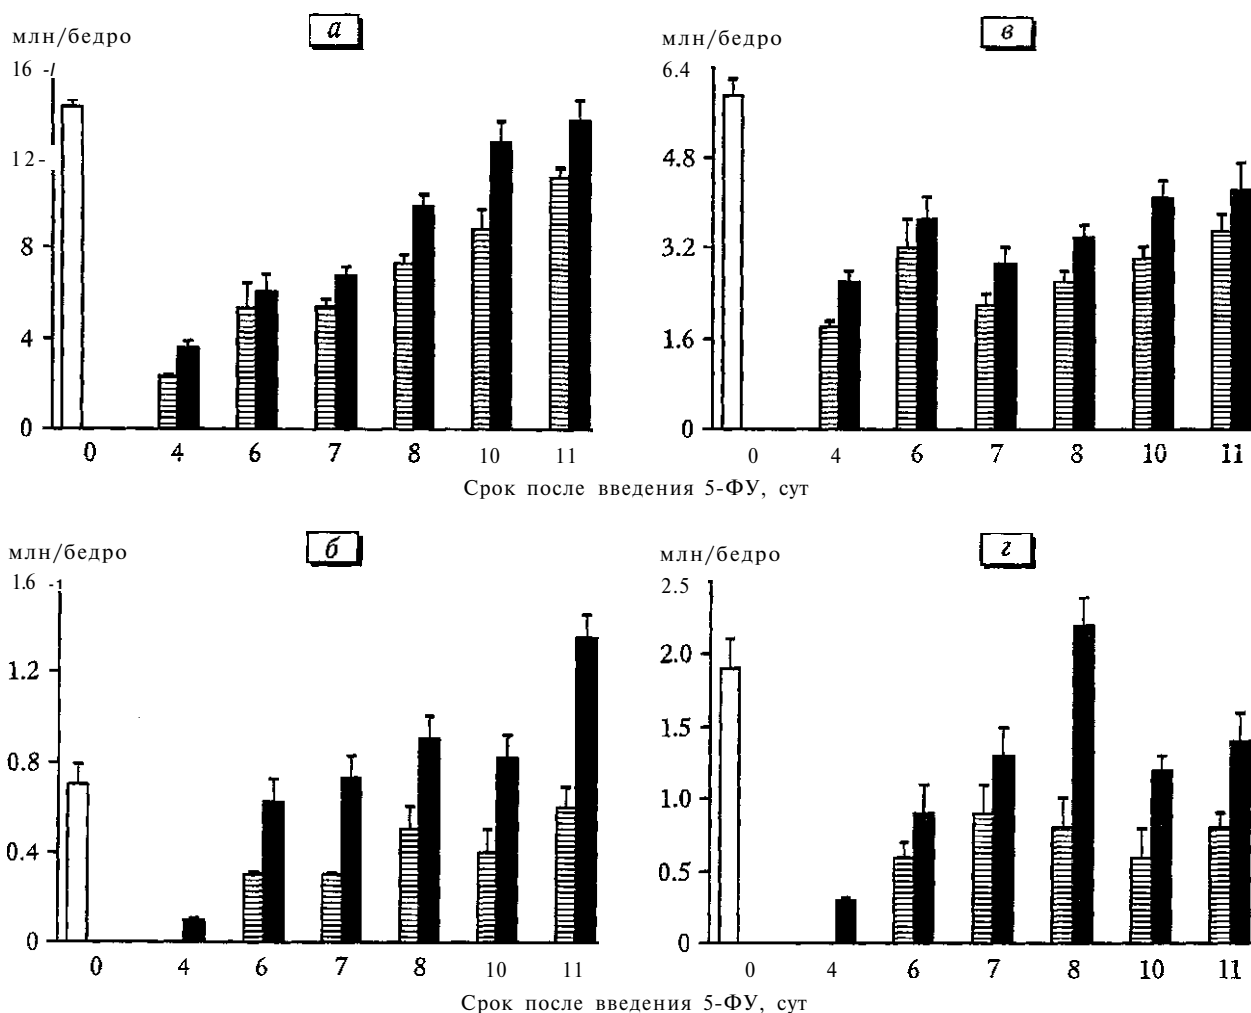 а
млн/бедро
16
12
8
4
0
0 4 6 7 8 10 11
в
млн/бедро
6.4
4.8
3.2
1.6
0
0 4 6 7 8 10 11
Срок после введения 5-ФУ, сут
б
млн/бедро
1.6
1.2
0.8
0.4
0
0 4 6 7 8 10 11
г
млн/бедро
2.5
2.0
1.5
1.0
0.5
0
0 4 6 7 8 10 11
Срок после введения 5-ФУ, сут